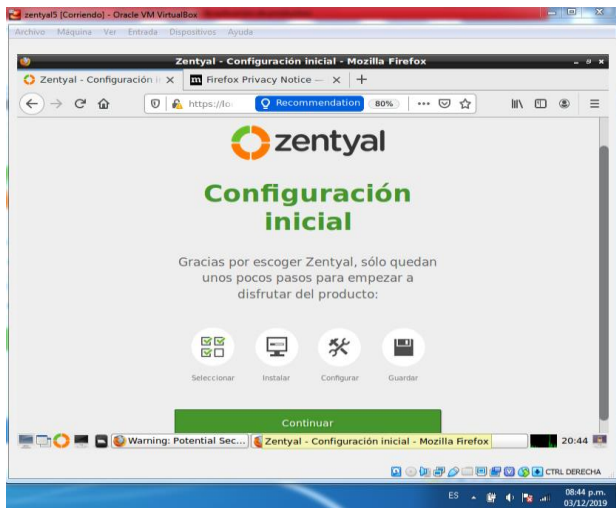 zentyal5 [Corriendo] - Oracle VM VirtualBox
Archivo Máquina Ver Entrada Dispositivos Ayuda
Zentyal - Configuración inicial - Mozilla Firefox
Zentyal - Configuración i
Firefox Privacy Notice —
https://lo
Recommendation
80%
zentyal
Configuración
inicial
Gracias por escoger Zentyal, sólo quedan
unos pocos pasos para empezar a
disfrutar del producto:
Seleccionar Instalar Configurar Guardar
Continuar
Warning: Potential Sec... Zentyal - Configuración inicial - Mozilla Firefox 20:44
CTRL DERECHA
ES 08:44 p.m.
03/12/2019